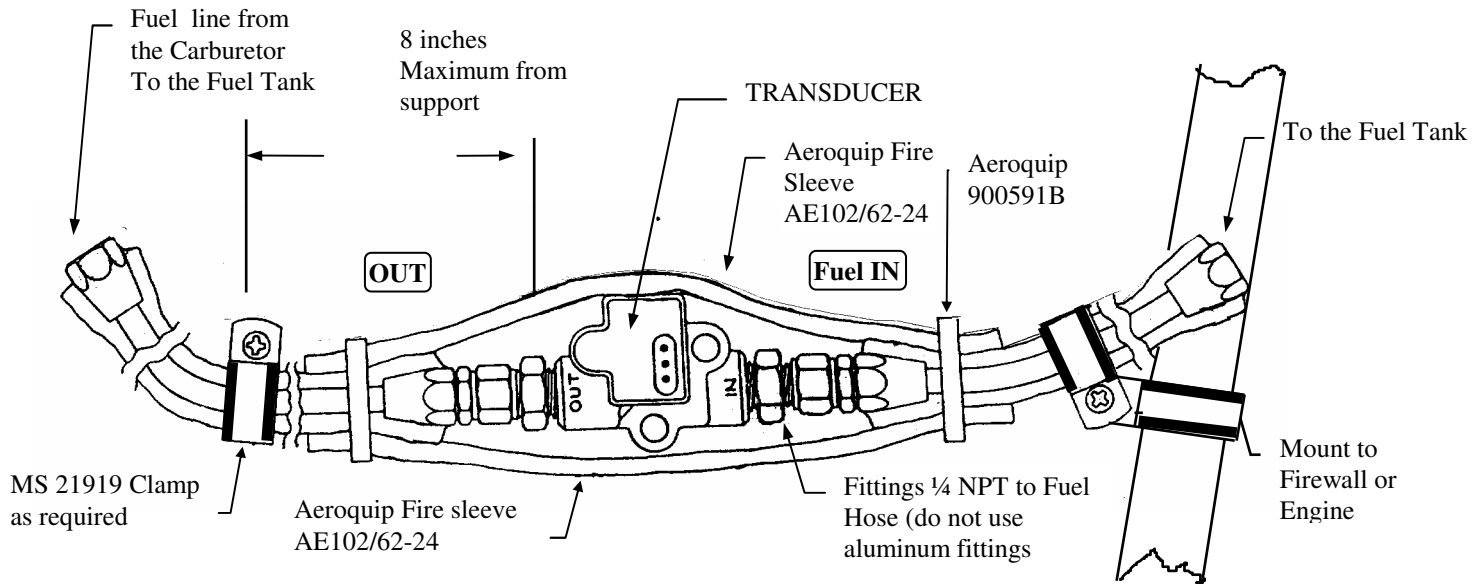 Fuel line from
the Carburetor
To the Fuel Tank
8 inches
Maximum from
support
TRANSDUCER
Aeroquip Fire
Sleeve
AE102/62-24
Aeroquip
900591B
To the Fuel Tank
OUT
Fuel IN
OUT
IN
MS 21919 Clamp
as required
Aeroquip Fire sleeve
AE102/62-24
Fittings ¼ NPT to Fuel
Hose (do not use
aluminum fittings
Mount to
Firewall or
Engine